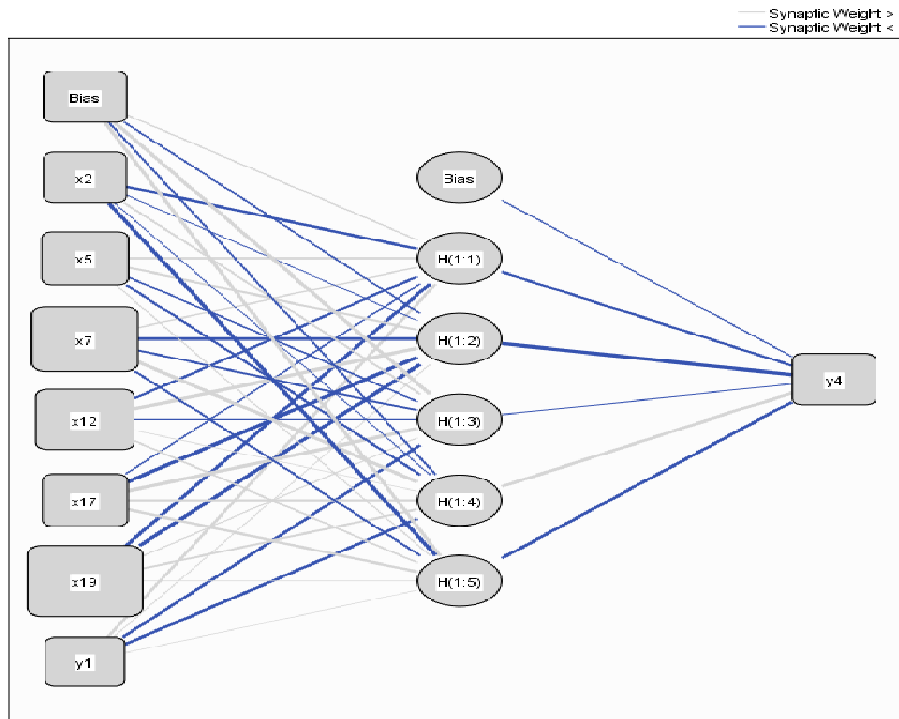 Synaptic Weight >
Synaptic Weight <
Bias
x2
Bias
x5
H(1:1)
x7
H(1:2)
y4
x12
H(1:3)
x17
H(1:4)
x19
H(1:5)
y1